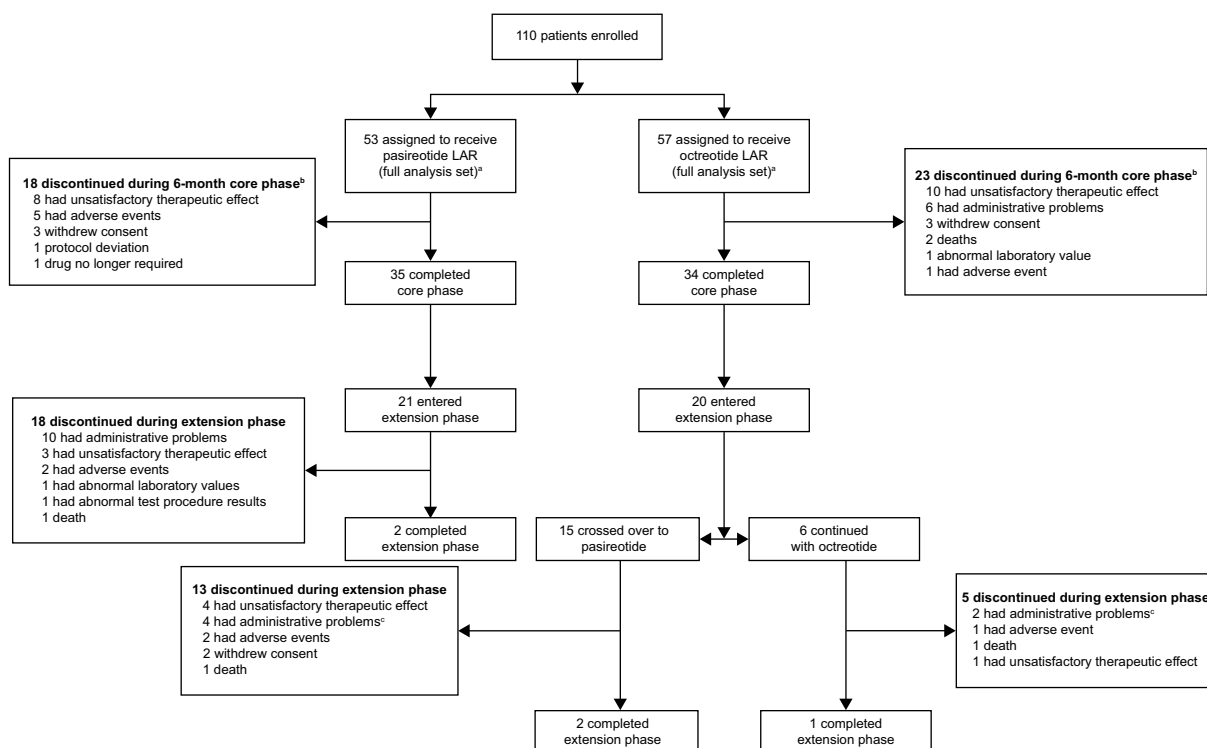 110 patients enrolled
53 assigned to receive
pasireotide LAR
(full analysis set)ᵃ
57 assigned to receive
octreotide LAR
(full analysis set)ᵃ
18 discontinued during 6-month core phaseᵇ
8 had unsatisfactory therapeutic effect
5 had adverse events
3 withdrew consent
1 protocol deviation
1 drug no longer required
23 discontinued during 6-month core phaseᵇ
10 had unsatisfactory therapeutic effect
6 had administrative problems
3 withdrew consent
2 deaths
1 abnormal laboratory value
1 had adverse event
35 completed
core phase
34 completed
core phase
21 entered
extension phase
20 entered
extension phase
18 discontinued during extension phase
10 had administrative problems
3 had unsatisfactory therapeutic effect
2 had adverse events
1 had abnormal laboratory values
1 had abnormal test procedure results
1 death
2 completed
extension phase
15 crossed over to
pasireotide
6 continued
with octreotide
13 discontinued during extension phase
4 had unsatisfactory therapeutic effect
4 had administrative problemsᶜ
2 had adverse events
2 withdrew consent
1 death
5 discontinued during extension phase
2 had administrative problemsᶜ
1 had adverse event
1 death
1 had unsatisfactory therapeutic effect
2 completed
extension phase
1 completed
extension phase